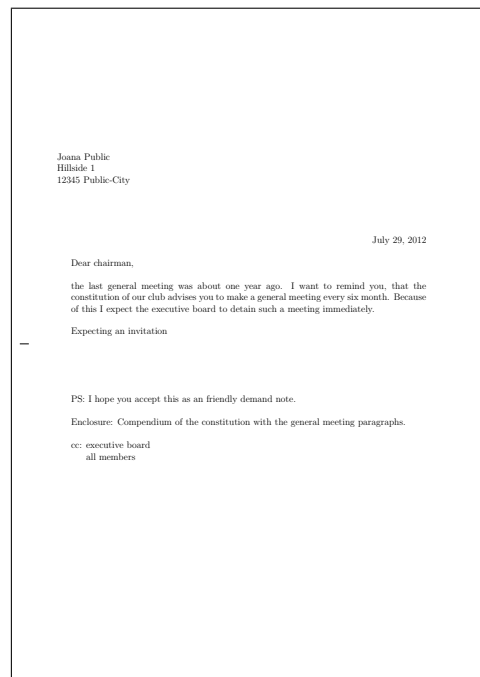 Joana Public
Hillside 1
12345 Public-City
July 29, 2012
Dear chairman,
the last general meeting was about one year ago. I want to remind you, that the
constitution of our club advises you to make a general meeting every six month. Because
of this I expect the executive board to detain such a meeting immediately.
Expecting an invitation
PS: I hope you accept this as an friendly demand note.
Enclosure: Compendium of the constitution with the general meeting paragraphs.
cc: executive board
all members